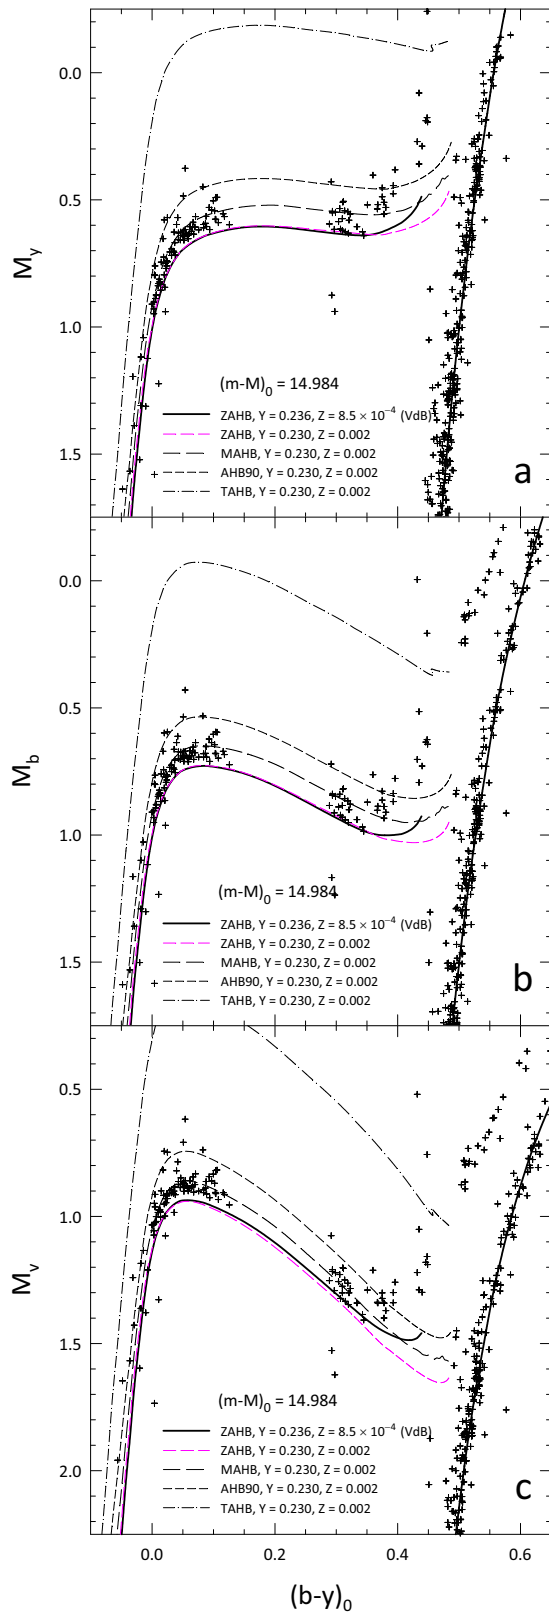 0.0
0.5
M_y
1.0
1.5
(m-M)_0 = 14.984
ZAHB, Y = 0.236, Z = 8.5 × 10^−4 (VdB)
ZAHB, Y = 0.230, Z = 0.002
MAHB, Y = 0.230, Z = 0.002
AHB90, Y = 0.230, Z = 0.002
TAHB, Y = 0.230, Z = 0.002
a
0.0
0.5
M_b
1.0
1.5
(m-M)_0 = 14.984
ZAHB, Y = 0.236, Z = 8.5 × 10^−4 (VdB)
ZAHB, Y = 0.230, Z = 0.002
MAHB, Y = 0.230, Z = 0.002
AHB90, Y = 0.230, Z = 0.002
TAHB, Y = 0.230, Z = 0.002
b
0.5
1.0
M_v
1.5
2.0
(m-M)_0 = 14.984
ZAHB, Y = 0.236, Z = 8.5 × 10^−4 (VdB)
ZAHB, Y = 0.230, Z = 0.002
MAHB, Y = 0.230, Z = 0.002
AHB90, Y = 0.230, Z = 0.002
TAHB, Y = 0.230, Z = 0.002
c
0.0 0.2 0.4 0.6
(b-y)_0